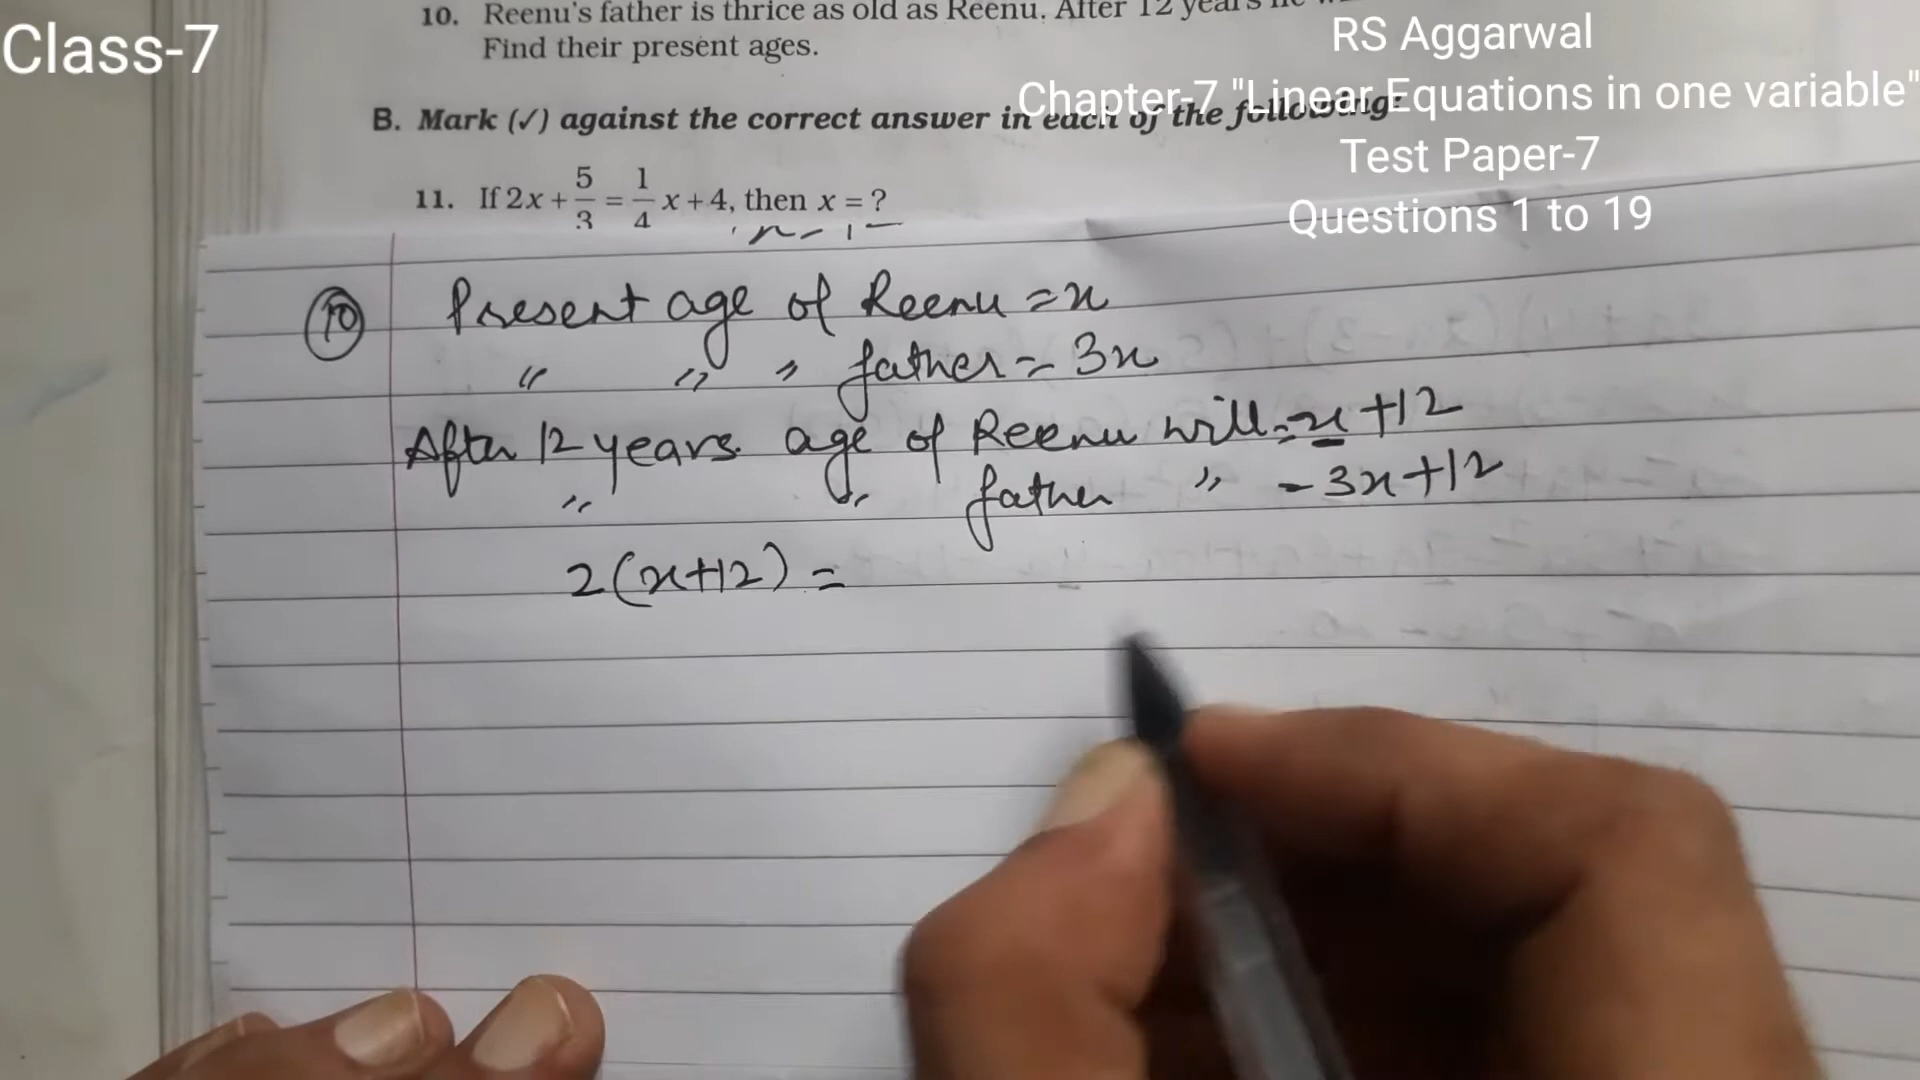 Class-7
10. Reenu's father is thrice as old as Reenu. After 12 years he
Find their present ages.
RS Aggarwal
Chapter-7 "Linear Equations in one variable"
Test Paper-7
Questions 1 to 19
B. Mark (✓) against the correct answer in each of the following:
11. If 2x + 5/3 = 1/4 x + 4, then x = ?
10 Present age of Reenu = x
" " " father = 3x
After 12 years age of Reenu will = x + 12
" " father " = 3x + 12
2(x+12) =